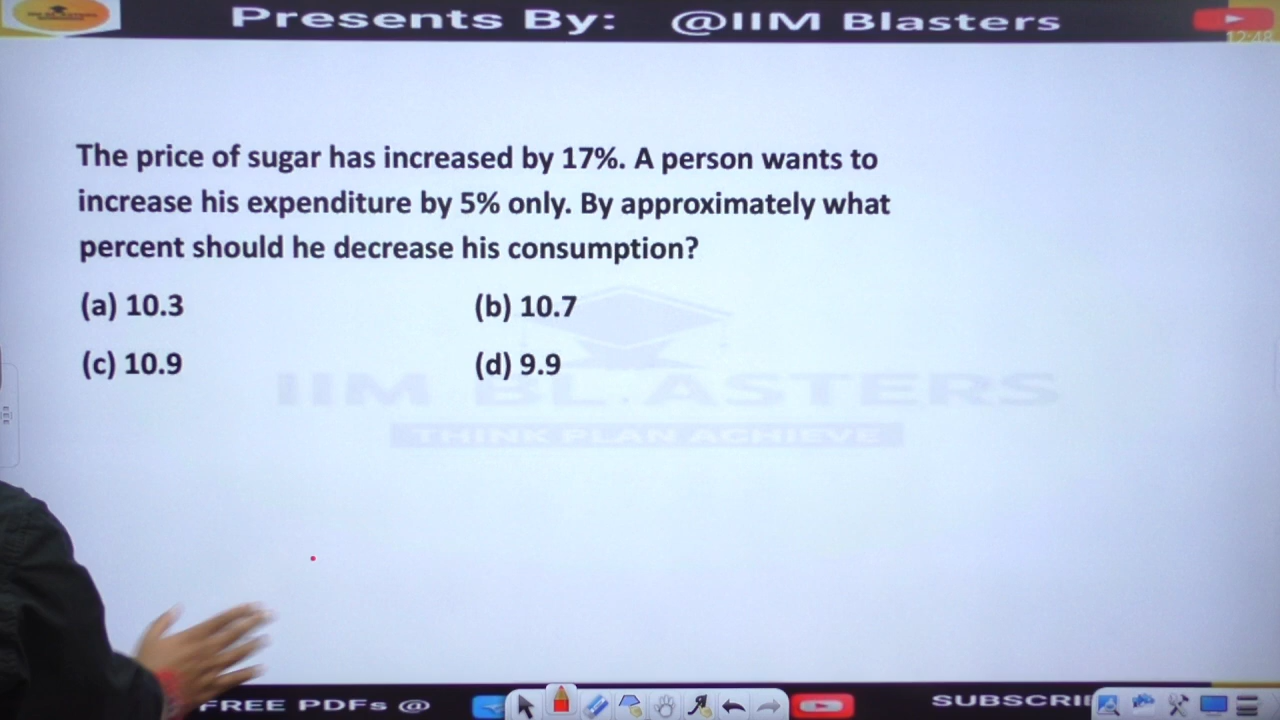 Presents By: @IIM Blasters
12:48
The price of sugar has increased by 17%. A person wants to
increase his expenditure by 5% only. By approximately what
percent should he decrease his consumption?
(a) 10.3 (b) 10.7
(c) 10.9 (d) 9.9
IIM BLASTERS
THINK PLAN ACHIEVE
FREE PDFs @
SUBSCRI